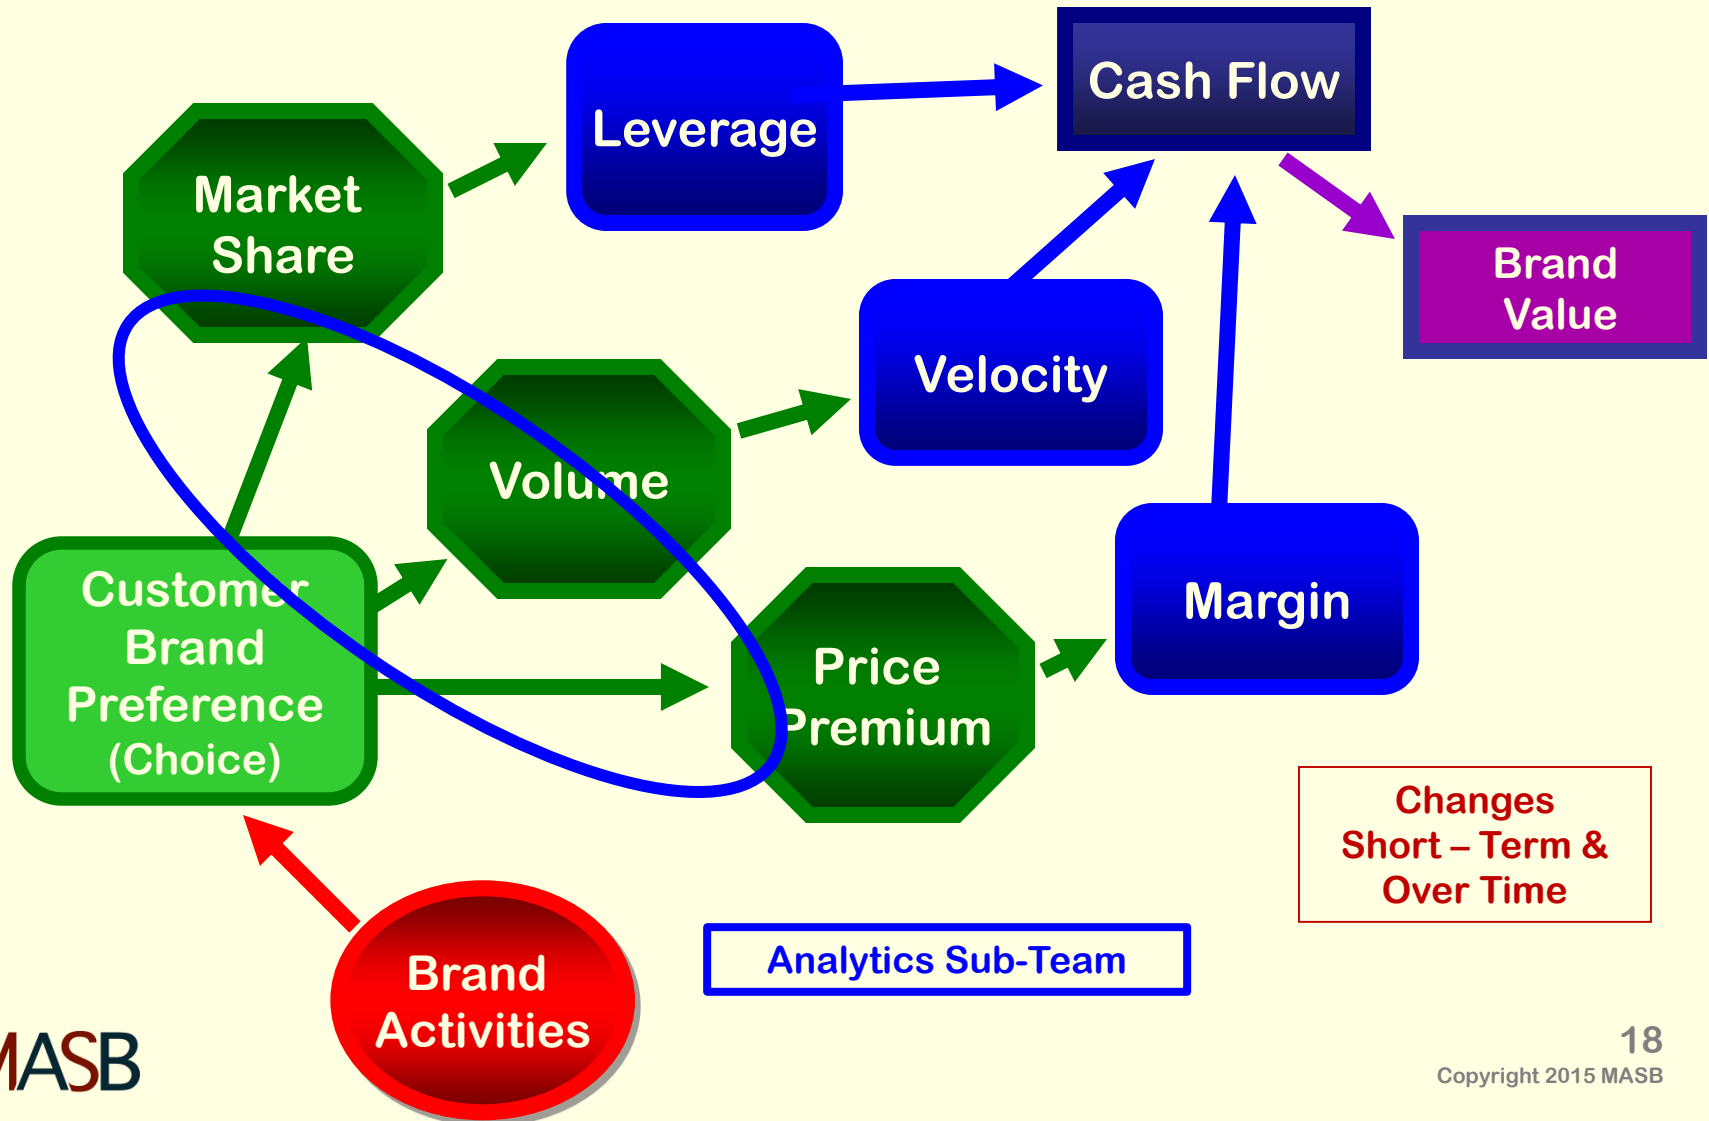 Cash Flow
Leverage
Market
Share
Brand
Value
Velocity
Volume
Customer
Brand
Preference
(Choice)
Margin
Price
Premium
Changes
Short – Term &
Over Time
Analytics Sub-Team
Brand
Activities
MASB
18
Copyright 2015 MASB